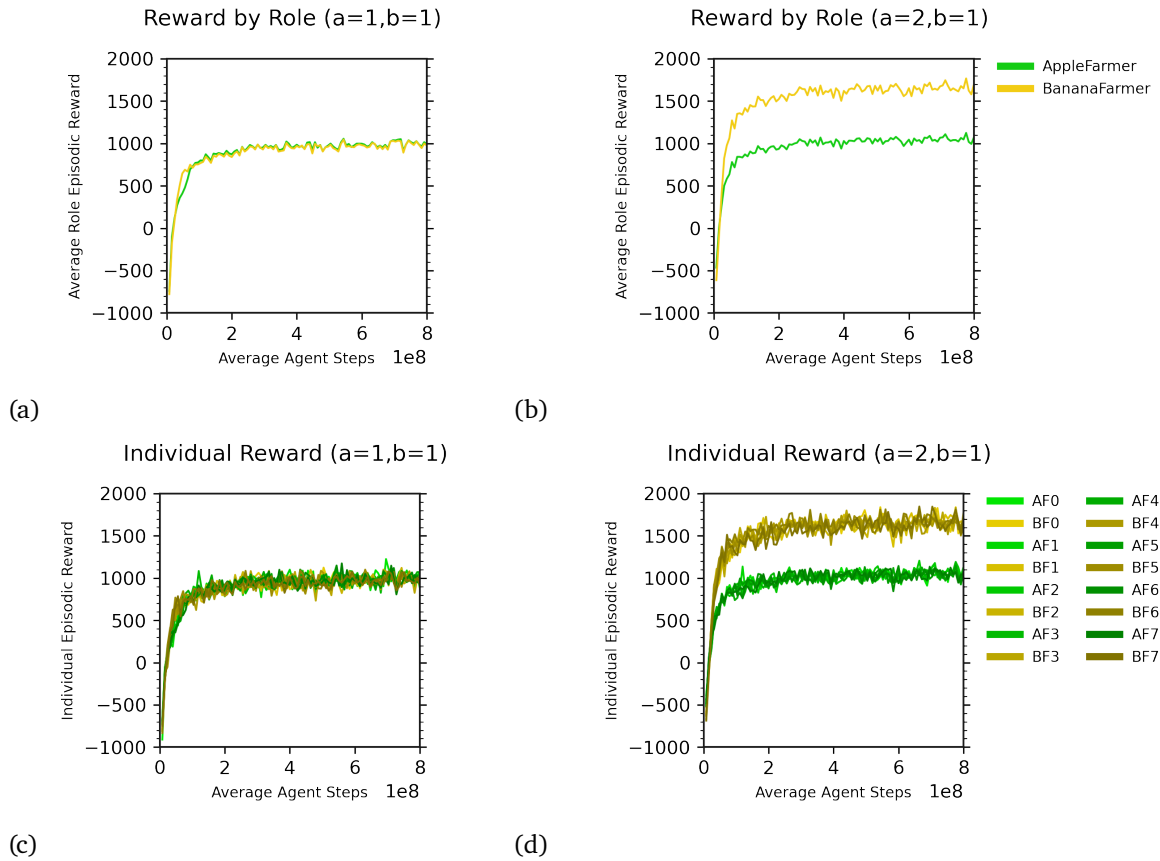 Reward by Role (a=1,b=1)
2000
1500
1000
500
0
−500
−1000
Average Role Episodic Reward
0 2 4 6 8
Average Agent Steps 1e8
(a)
Reward by Role (a=2,b=1)
2000
1500
1000
500
0
−500
−1000
Average Role Episodic Reward
0 2 4 6 8
Average Agent Steps 1e8
AppleFarmer
BananaFarmer
(b)
Individual Reward (a=1,b=1)
2000
1500
1000
500
0
−500
−1000
Individual Episodic Reward
0 2 4 6 8
Average Agent Steps 1e8
(c)
Individual Reward (a=2,b=1)
2000
1500
1000
500
0
−500
−1000
Individual Episodic Reward
0 2 4 6 8
Average Agent Steps 1e8
AF0 AF4
BF0 BF4
AF1 AF5
BF1 BF5
AF2 AF6
BF2 BF6
AF3 AF7
BF3 BF7
(d)